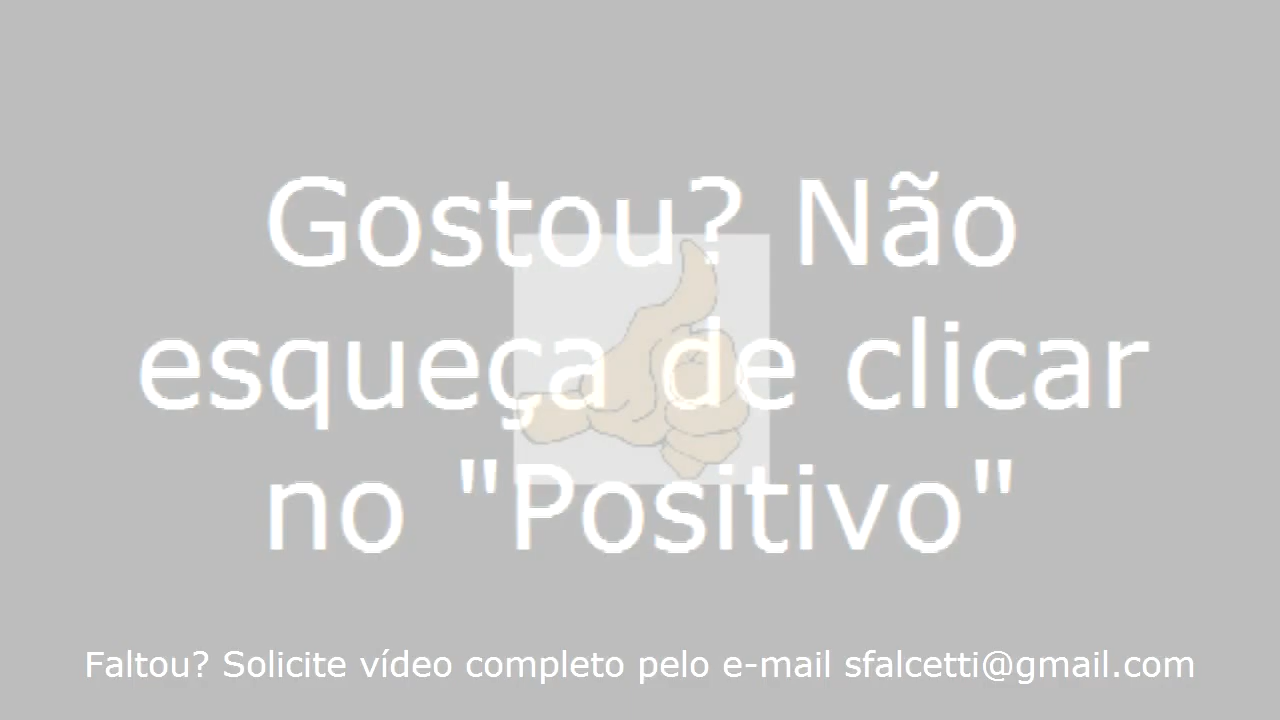 Gostou? Não
esqueça de clicar
no "Positivo"
Faltou? Solicite vídeo completo pelo e-mail sfalcetti@gmail.com